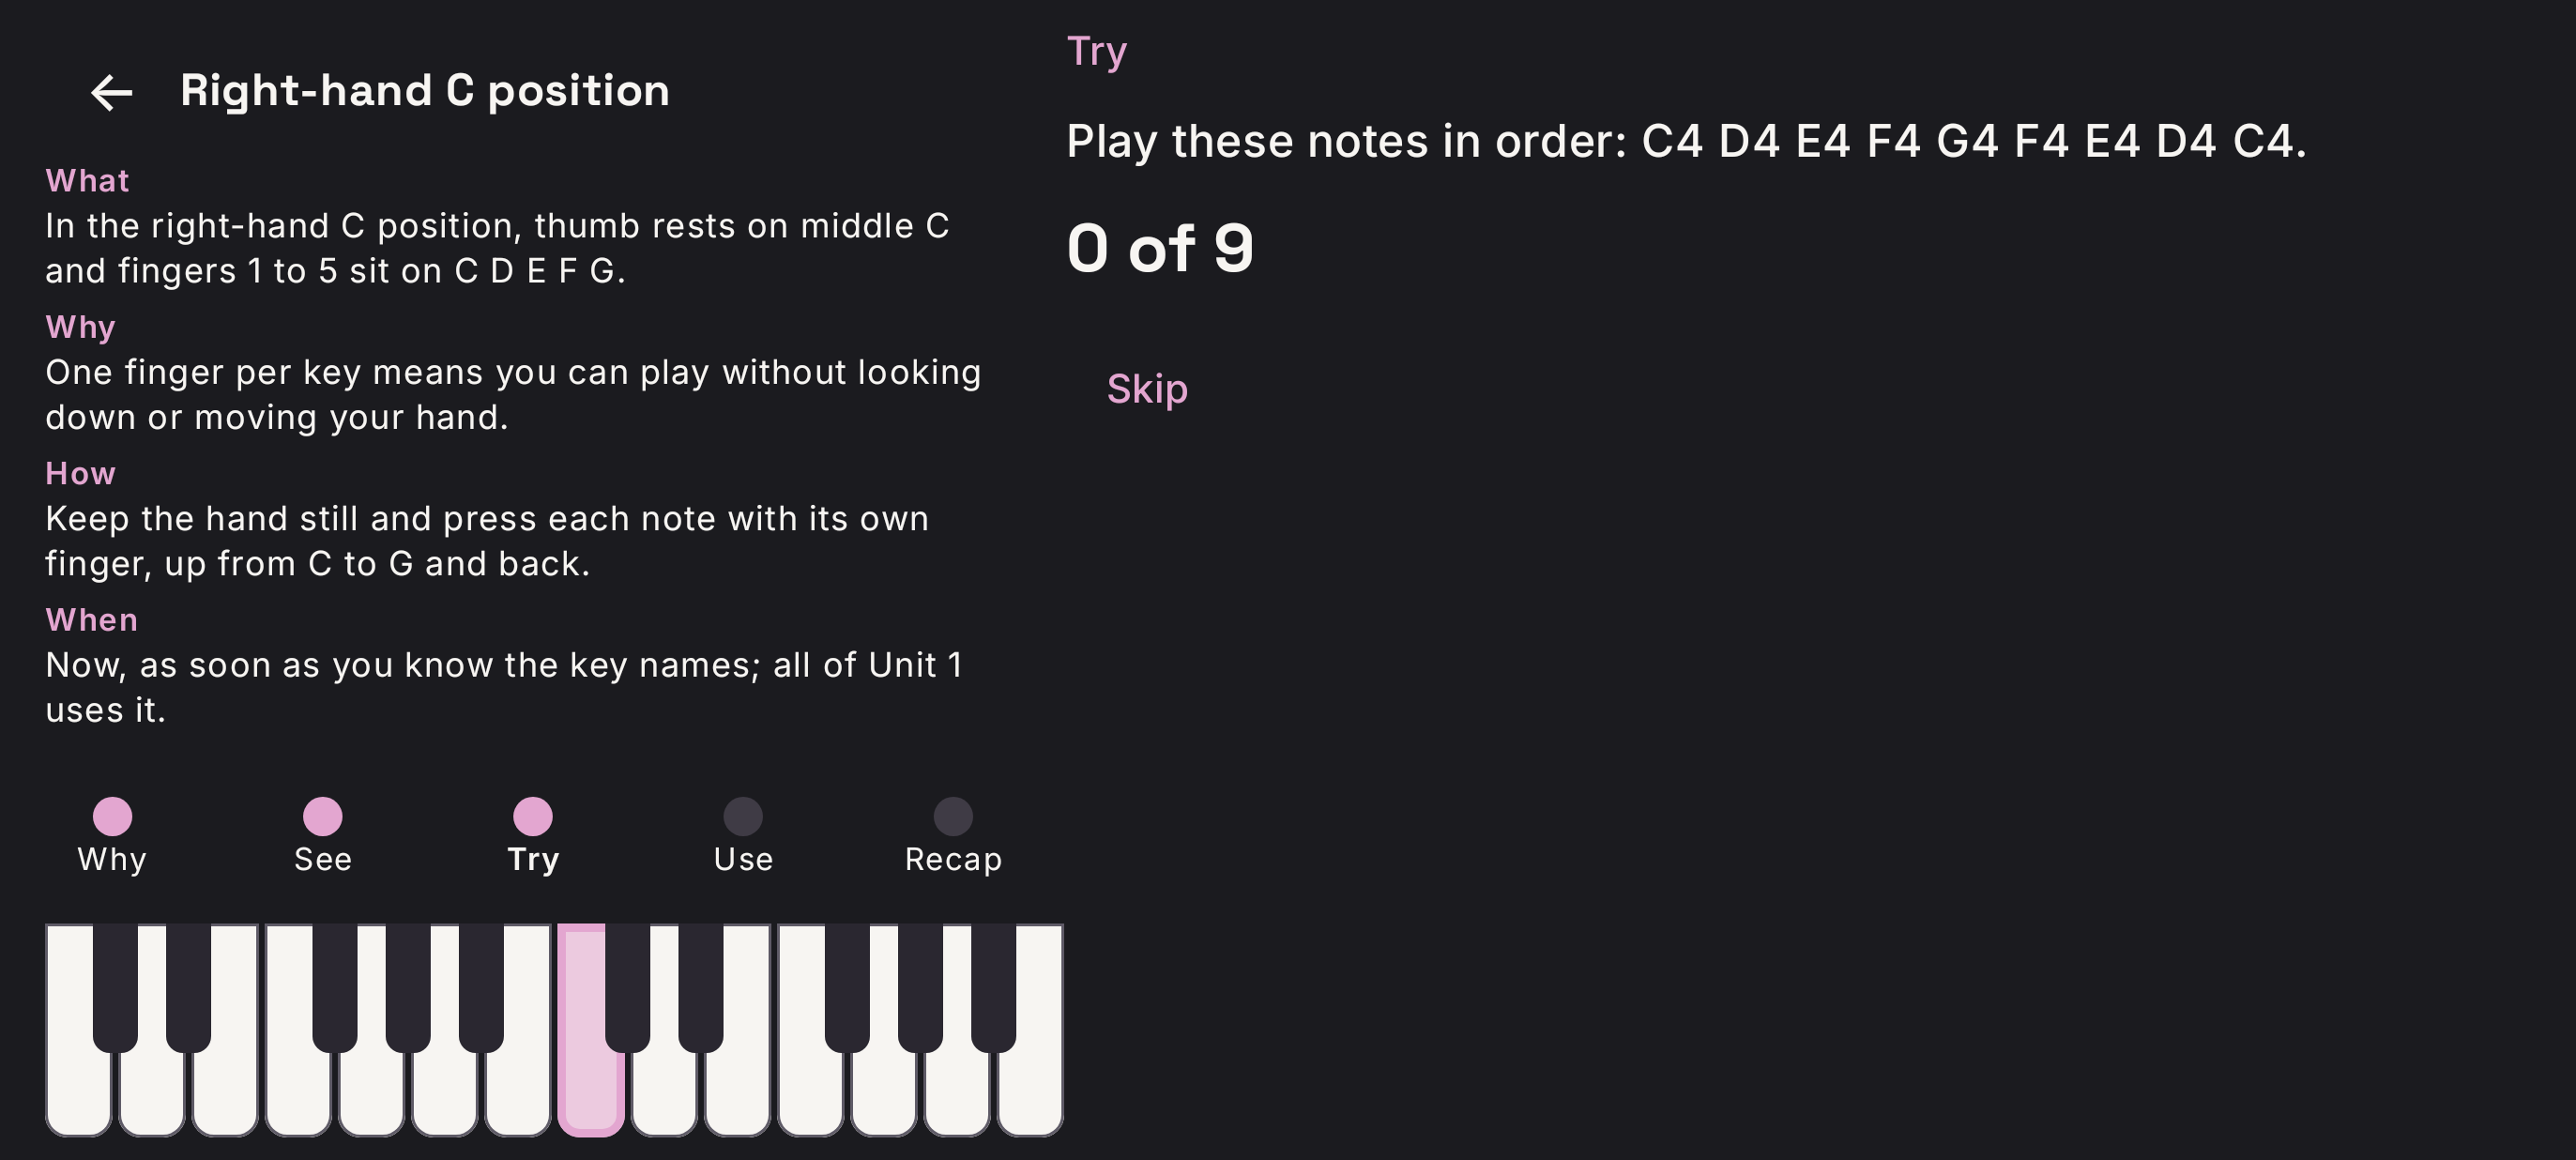 Right-hand C position
What
In the right-hand C position, thumb rests on middle C
and fingers 1 to 5 sit on C D E F G.
Why
One finger per key means you can play without looking
down or moving your hand.
How
Keep the hand still and press each note with its own
finger, up from C to G and back.
When
Now, as soon as you know the key names; all of Unit 1
uses it.
Why
See
Try
Use
Recap
Try
Play these notes in order: C4 D4 E4 F4 G4 F4 E4 D4 C4.
0 of 9
Skip